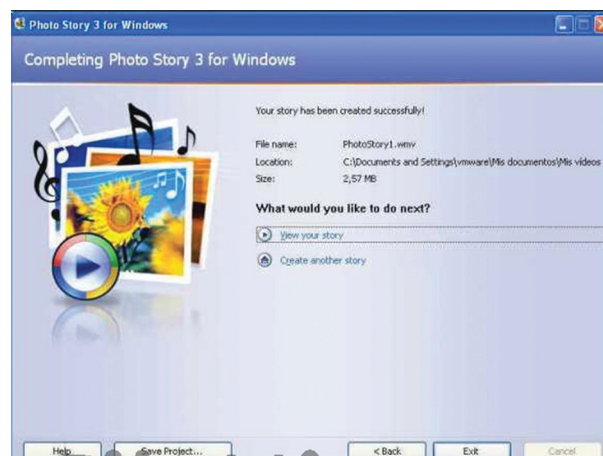 Photo Story 3 for Windows
Completing Photo Story 3 for Windows
Your story has been created successfully!
File name: PhotoStory1.wmv
Location: C:\Documents and Settings\vmware\Mis documentos\Mis vídeos
Size: 2,57 MB
What would you like to do next?
View your story
Create another story
Help Save Project... < Back Exit Cancel